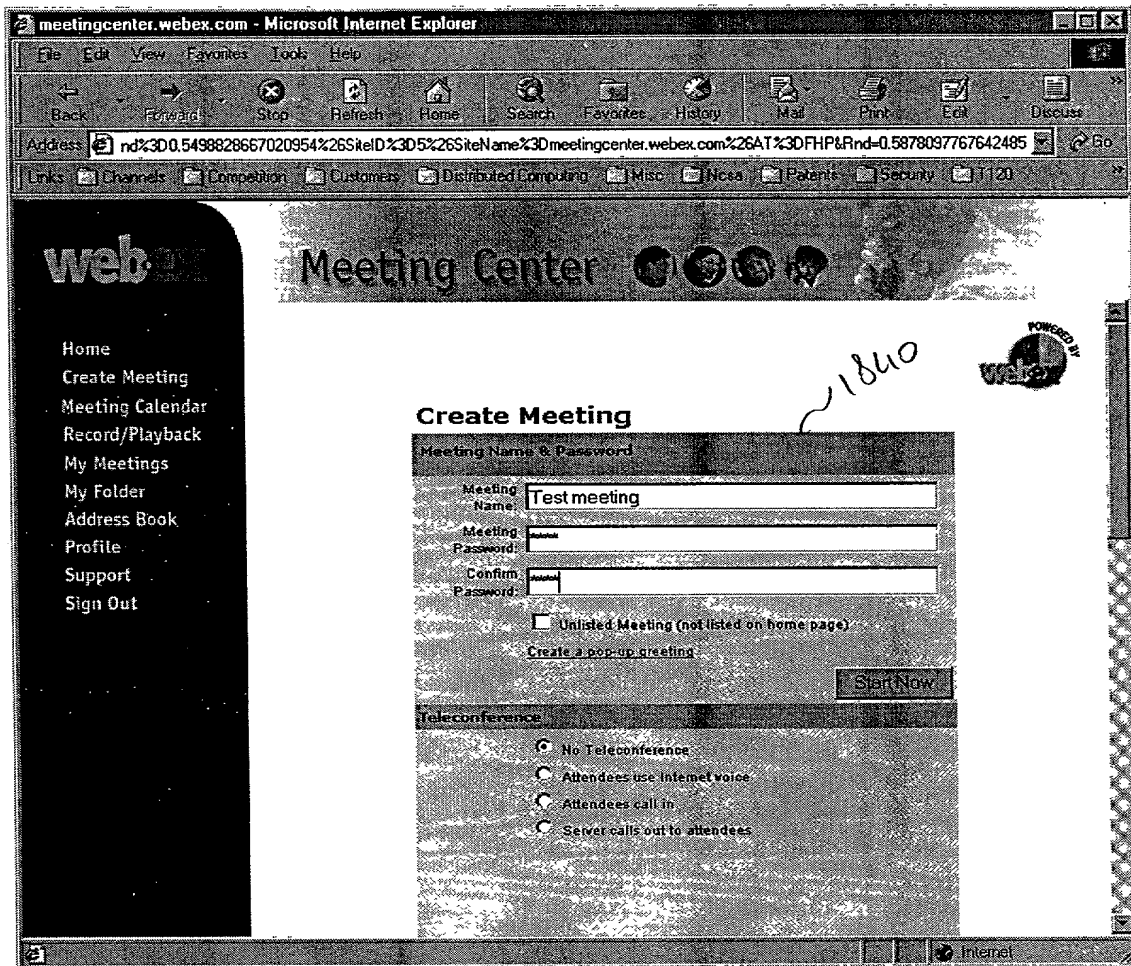 meetingcenter.webex.com - Microsoft Internet Explorer
File Edit View Favorites Tools Help
Back Forward Stop Refresh Home Search Favorites History Mail Print Edit Discuss
Address nd%3D0.5498828667020954%26SiteID%3D5%26SiteName%3Dmeetingcenter.webex.com%26AT%3DFHP&Rnd=0.5878097767642485 Go
Links Channels Competition Customers Distributed Computing Misc Ncsa Patents Security T120
web
Meeting Center
POWERED BY
webex
Home
Create Meeting
Meeting Calendar
Record/Playback
My Meetings
My Folder
Address Book
Profile
Support
Sign Out
1840
Create Meeting
Meeting Name & Password
Meeting Name: Test meeting
Meeting Password: ****
Confirm Password: ****
Unlisted Meeting (not listed on home page)
Create a pop-up greeting
Start Now
Teleconference
No Teleconference
Attendees use Internet voice
Attendees call in
Server calls out to attendees
Internet